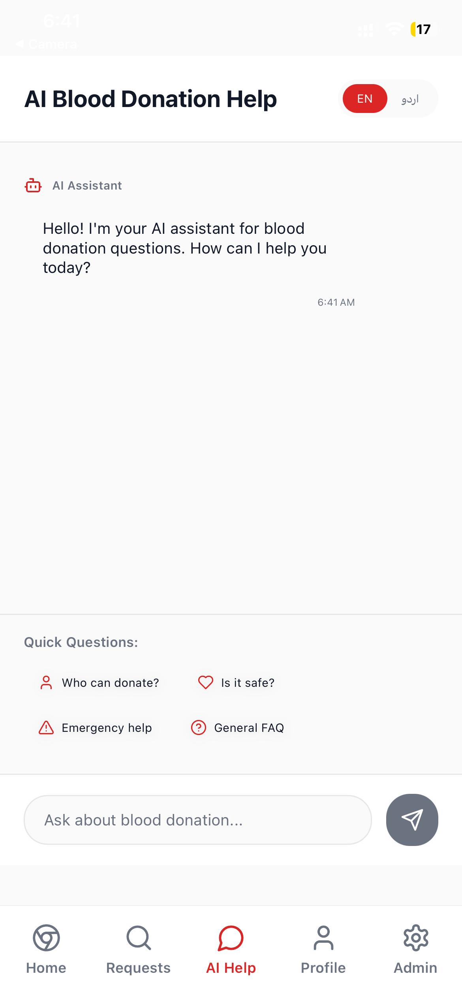 6:41
17
◀ Camera
AI Blood Donation Help
EN
اردو
AI Assistant
Hello! I'm your AI assistant for blood
donation questions. How can I help you
today?
6:41 AM
Quick Questions:
Who can donate?
Is it safe?
Emergency help
General FAQ
Ask about blood donation...
Home
Requests
AI Help
Profile
Admin